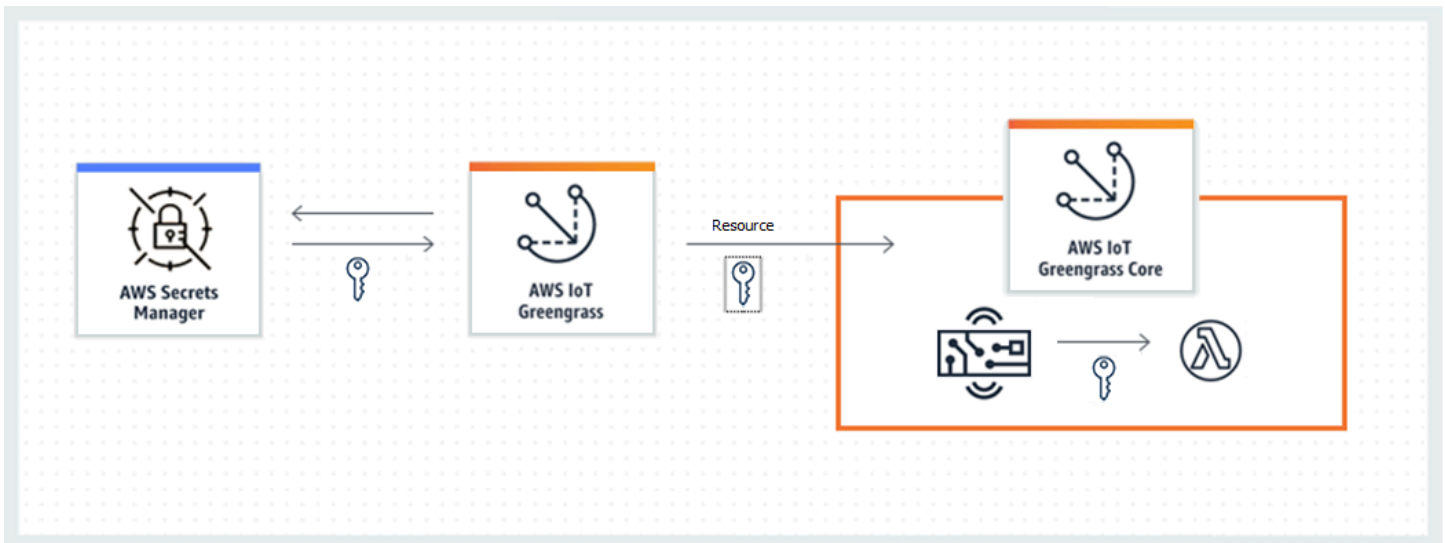 AWS Secrets
Manager
AWS IoT
Greengrass
Resource
AWS IoT
Greengrass Core